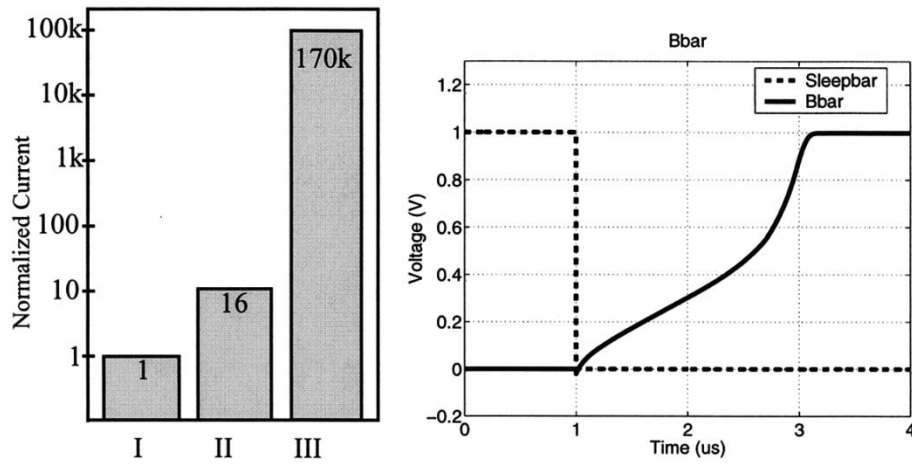 Normalized Current
100k
10k
1k
100
10
1
170k
16
1
I II III
Bbar
Sleepbar
Bbar
Voltage (V)
1.2
1
0.8
0.6
0.4
0.2
0
−0.2
0 1 2 3 4
Time (us)